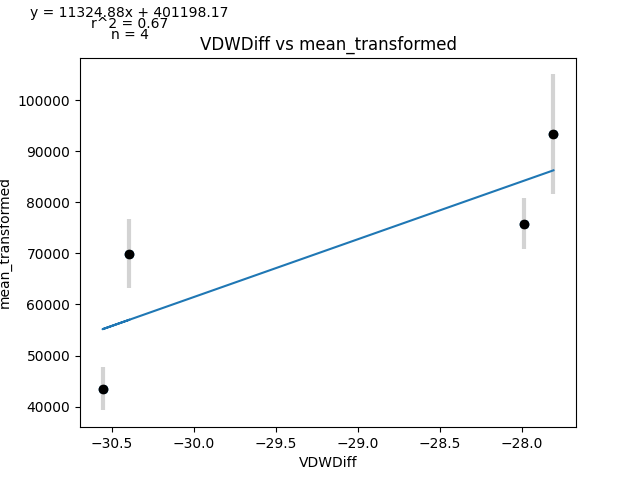 y = 11324.88x + 401198.17
r^2 = 0.67
n = 4
VDWDiff vs mean_transformed
mean_transformed
100000
90000
80000
70000
60000
50000
40000
−30.5 −30.0 −29.5 −29.0 −28.5 −28.0
VDWDiff